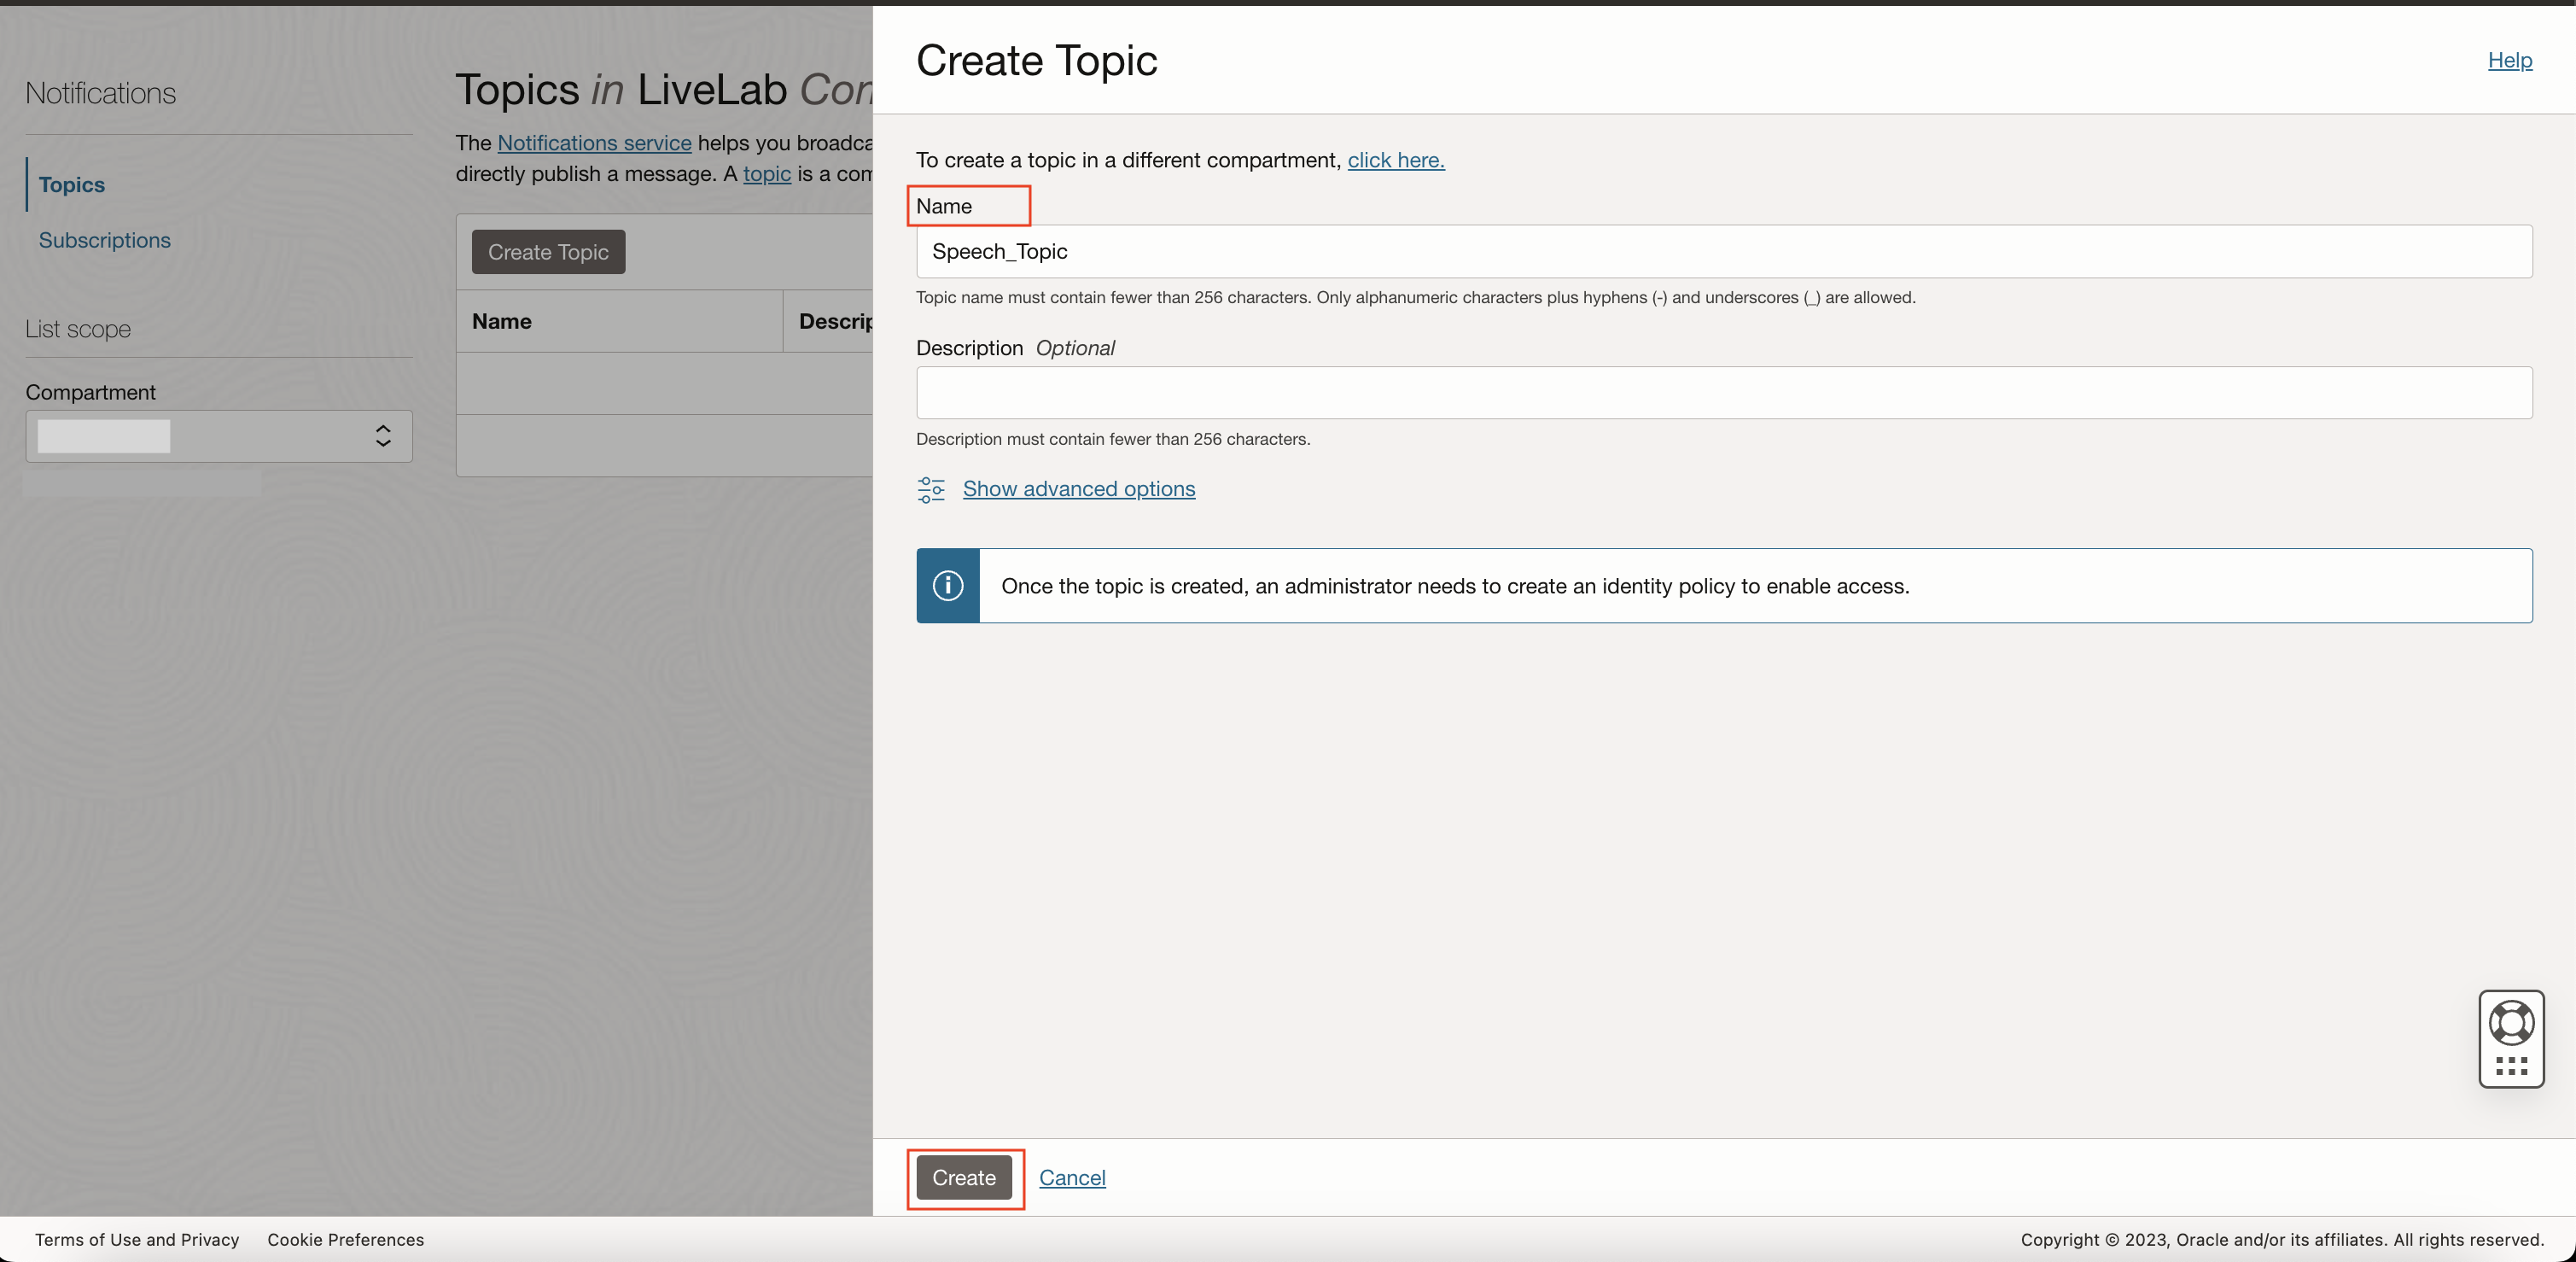 Notifications
Topics
Subscriptions
List scope
Compartment
Topics in LiveLab
The Notifications service helps you
directly publish a message. A topic is a
Create Topic
Name
Create Topic
Help
To create a topic in a different compartment, click here.
Name
Speech_Topic
Topic name must contain fewer than 256 characters. Only alphanumeric characters plus hyphens (-) and underscores (_) are allowed.
Description Optional
Description must contain fewer than 256 characters.
Show advanced options
Once the topic is created, an administrator needs to create an identity policy to enable access.
Create Cancel
Terms of Use and Privacy Cookie Preferences
Copyright © 2023, Oracle and/or its affiliates. All rights reserved.